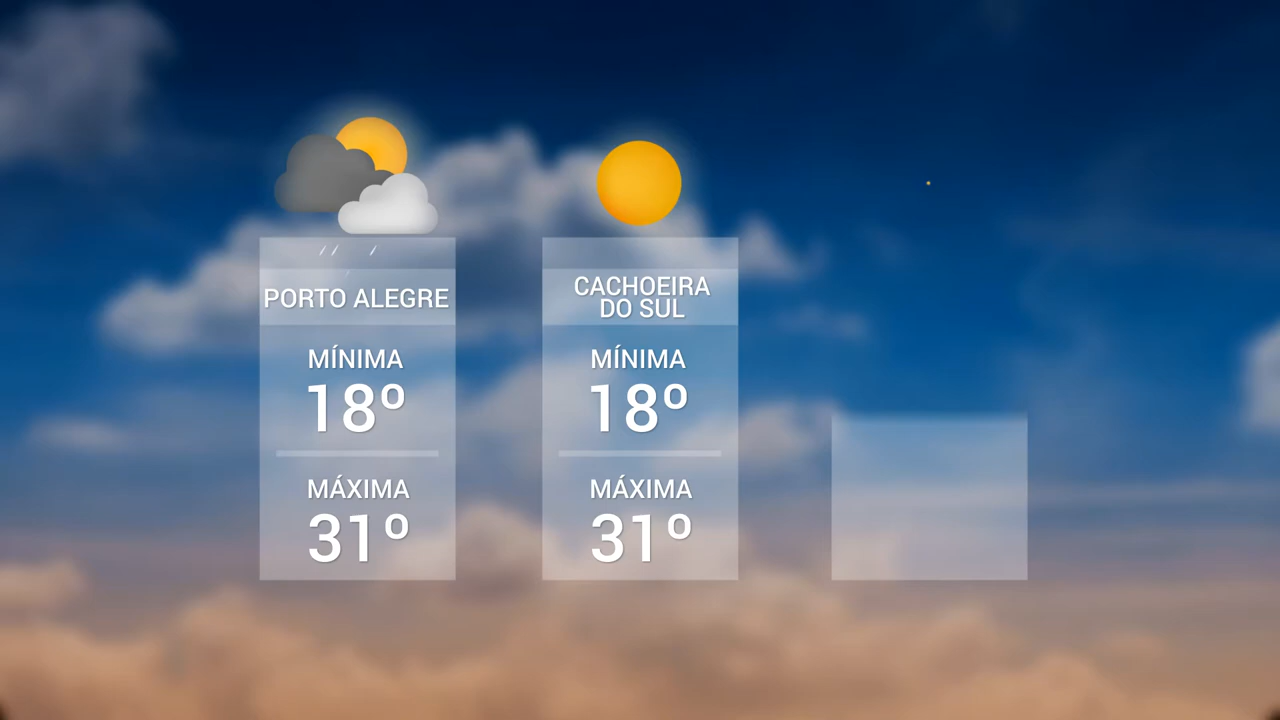 PORTO ALEGRE
MÍNIMA
18º
MÁXIMA
31º
CACHOEIRA
DO SUL
MÍNIMA
18º
MÁXIMA
31º